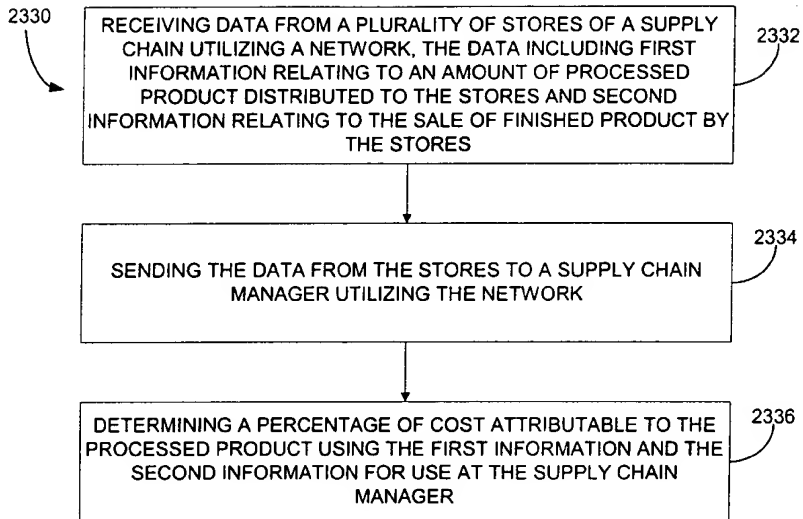 2330
RECEIVING DATA FROM A PLURALITY OF STORES OF A SUPPLY
CHAIN UTILIZING A NETWORK, THE DATA INCLUDING FIRST
INFORMATION RELATING TO AN AMOUNT OF PROCESSED
PRODUCT DISTRIBUTED TO THE STORES AND SECOND
INFORMATION RELATING TO THE SALE OF FINISHED PRODUCT BY
THE STORES
2332
SENDING THE DATA FROM THE STORES TO A SUPPLY CHAIN
MANAGER UTILIZING THE NETWORK
2334
DETERMINING A PERCENTAGE OF COST ATTRIBUTABLE TO THE
PROCESSED PRODUCT USING THE FIRST INFORMATION AND THE
SECOND INFORMATION FOR USE AT THE SUPPLY CHAIN
MANAGER
2336